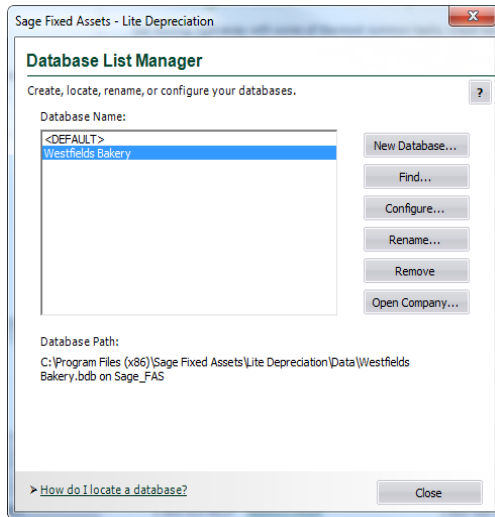 Sage Fixed Assets - Lite Depreciation
Database List Manager
Create, locate, rename, or configure your databases.
?
Database Name:
<DEFAULT>
Westfields Bakery
New Database...
Find...
Configure...
Rename...
Remove
Open Company...
Database Path:
C:\Program Files (x86)\Sage Fixed Assets\Lite Depreciation\Data\Westfields
Bakery.bdb on Sage_FAS
How do I locate a database?
Close